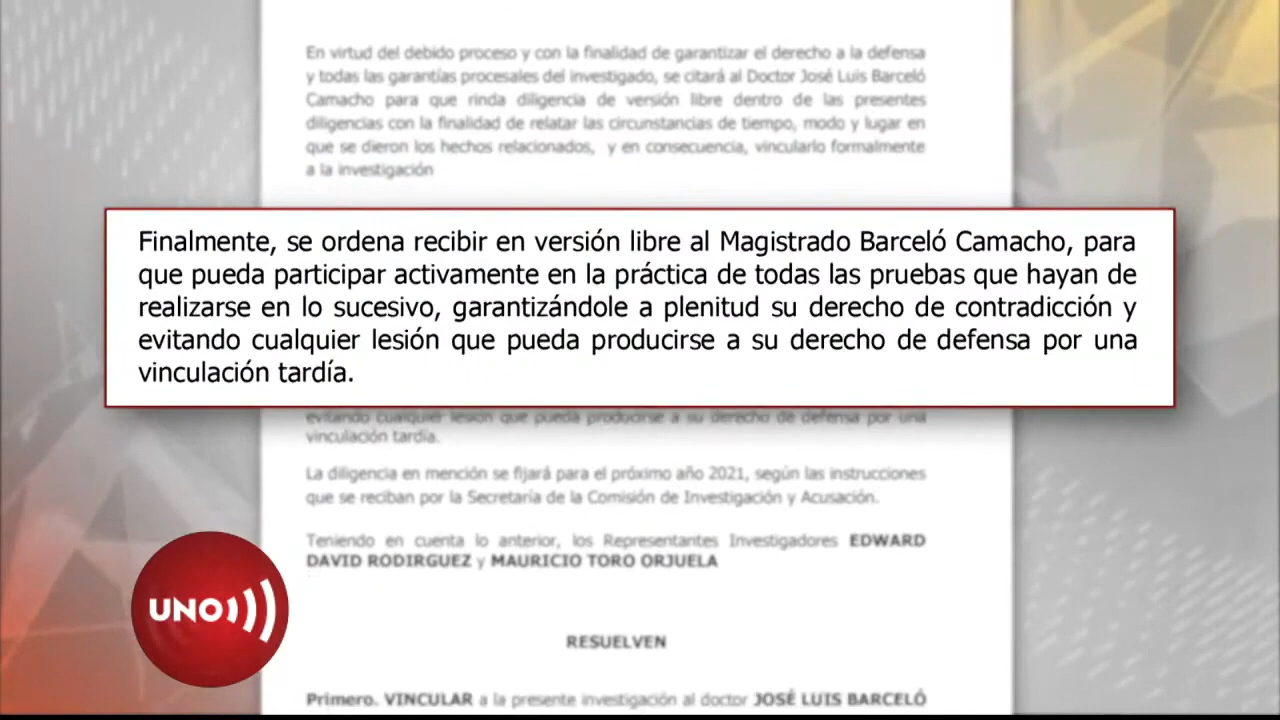 En virtud del debido proceso y con la finalidad de garantizar el derecho a la defensa
y todas las garantías procesales del investigado, se citará al Doctor José Luis Barceló
Camacho para que rinda diligencia de versión libre dentro de las presentes
diligencias con la finalidad de relatar las circunstancias de tiempo, modo y lugar en
que se dieron los hechos relacionados, y en consecuencia, vincularlo formalmente
a la investigación
Finalmente, se ordena recibir en versión libre al Magistrado Barceló Camacho, para
que pueda participar activamente en la práctica de todas las pruebas que hayan de
realizarse en lo sucesivo, garantizándole a plenitud su derecho de contradicción y
evitando cualquier lesión que pueda producirse a su derecho de defensa por una
vinculación tardía.
evitando cualquier lesión que pueda producirse a su derecho de defensa por una
vinculación tardía.
La diligencia en mención se fijará para el próximo año 2021, según las instrucciones
que se reciban por la Secretaría de la Comisión de Investigación y Acusación.
Teniendo en cuenta lo anterior, los Representantes Investigadores EDWARD
DAVID RODIRGUEZ y MAURICIO TORO ORJUELA
UNO
RESUELVEN
Primero. VINCULAR a la presente investigación al doctor JOSÉ LUIS BARCELÓ